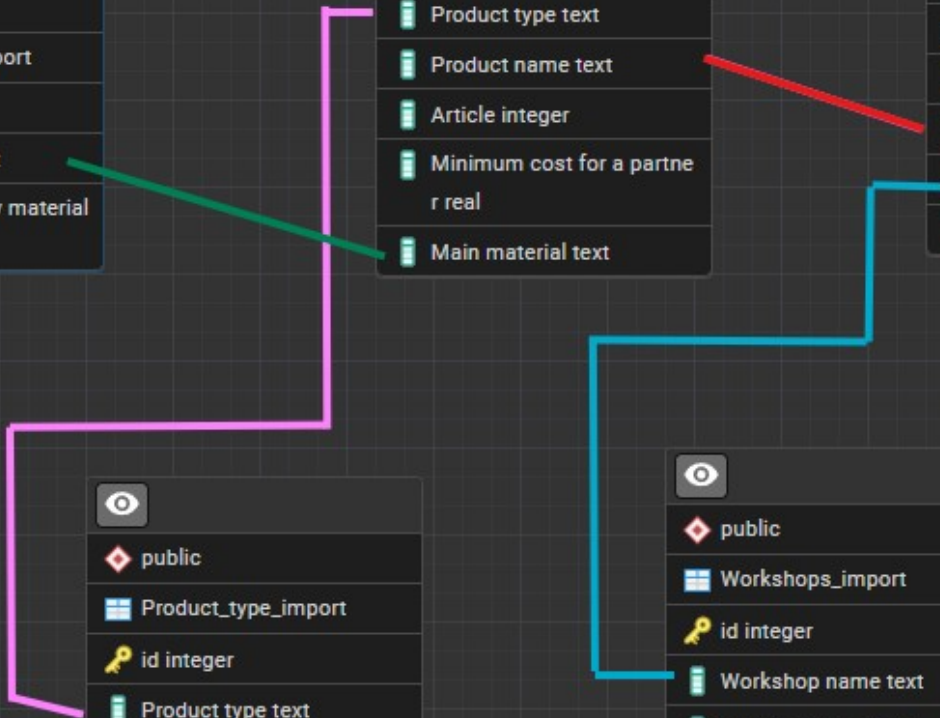 Product type text
Product name text
Article integer
Minimum cost for a partne
r real
Main material text
material
public
Product_type_import
id integer
Product type text
public
Workshops_import
id integer
Workshop name text